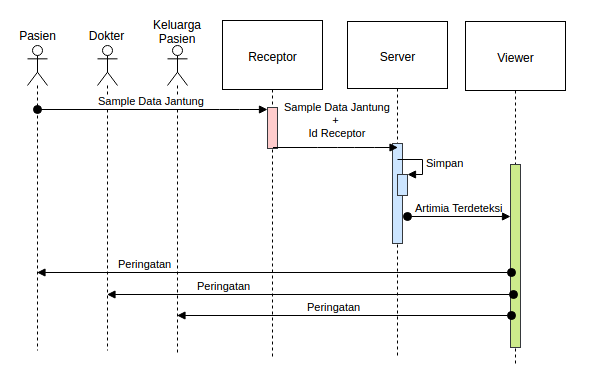 Pasien
Dokter
Keluarga
Pasien
Receptor
Server
Viewer
Sample Data Jantung
Sample Data Jantung
+
Id Receptor
Simpan
Artimia Terdeteksi
Peringatan
Peringatan
Peringatan